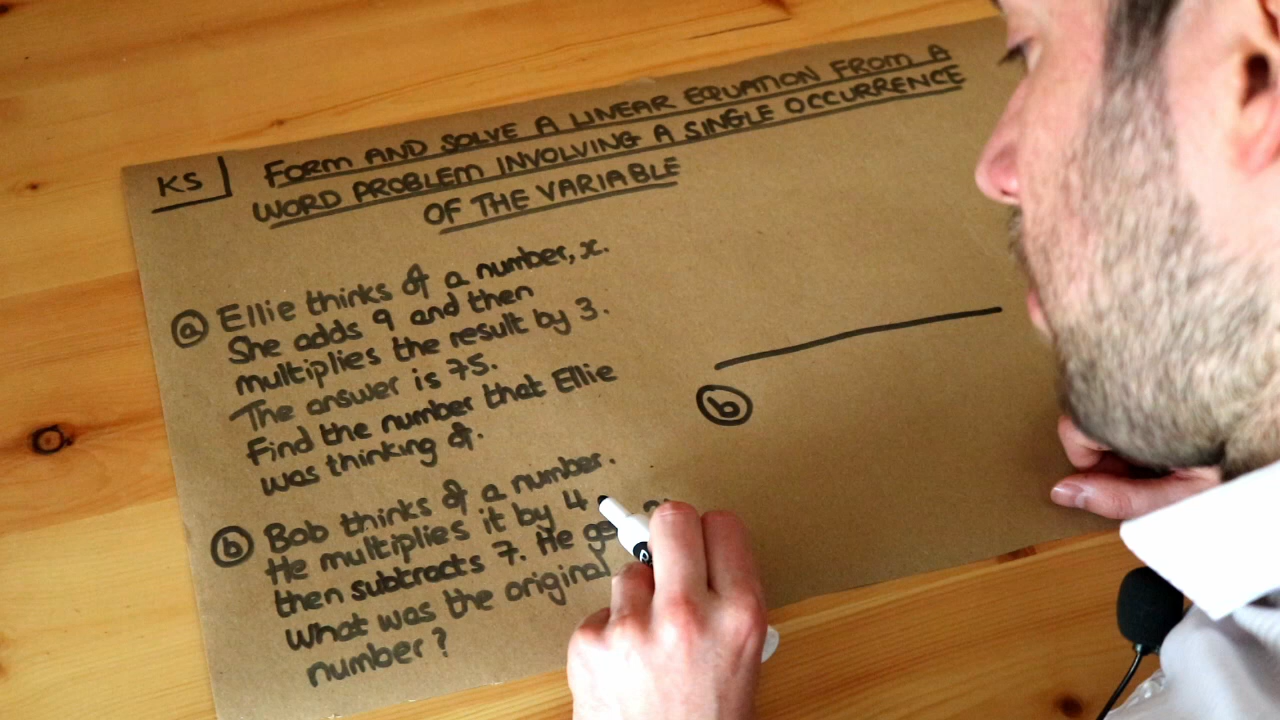 KS
FORM AND SOLVE A LINEAR EQUATION FROM A
WORD PROBLEM INVOLVING A SINGLE OCCURRENCE
OF THE VARIABLE
a Ellie thinks of a number, x.
She adds 9 and then
multiplies the result by 3.
The answer is 75.
Find the number that Ellie
was thinking of.
b Bob thinks of a number.
He multiplies it by 4
then subtracts 7. He
What was the original
number?
b